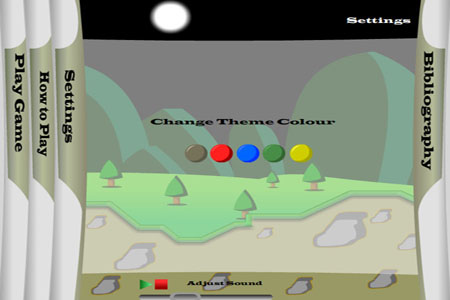 Settings
Play Game
How to Play
Settings
Change Theme Colour
Bibliography
Adjust Sound